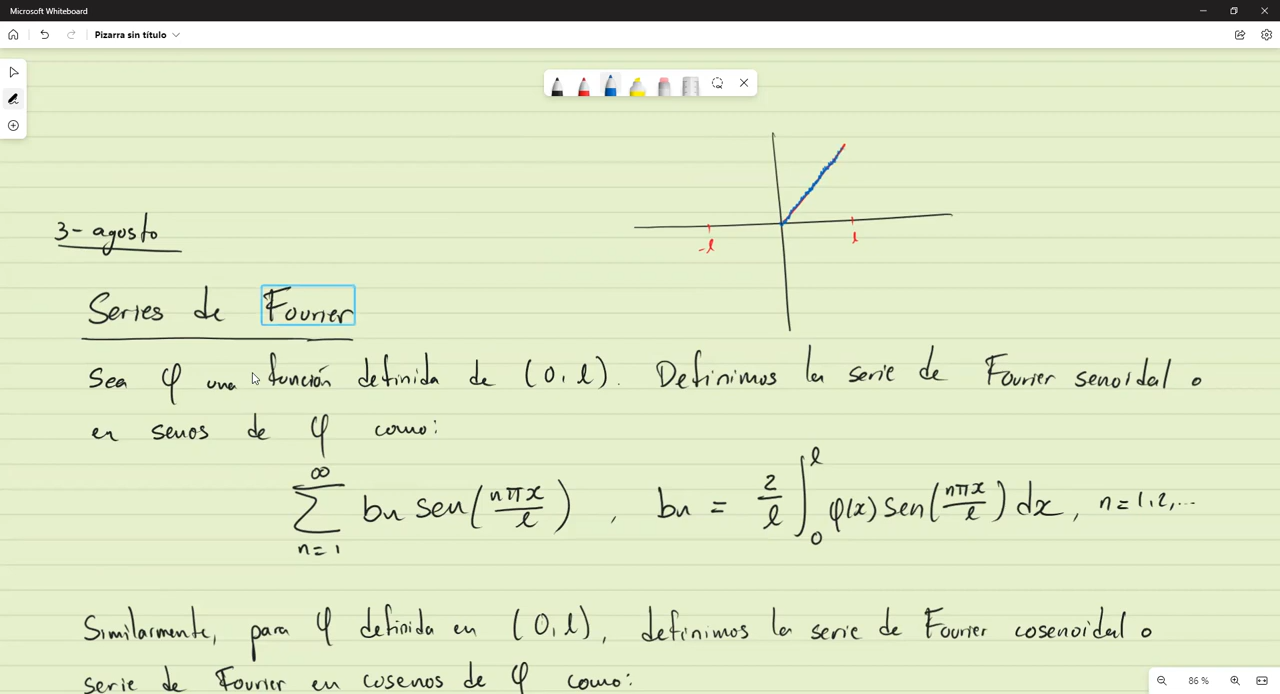 Microsoft Whiteboard
Pizarra sin título
3- agosto
-l
l
Series de Fourier
Sea φ una función definida de (0, l). Definimos la serie de Fourier senoidal o
en senos de φ como:
∑_{n=1}^{∞} bn sen(nπx/l) , bn = 2/l ∫_0^l φ(x) sen(nπx/l) dx, n=1,2,...
Similarmente, para φ definida en (0, l), definimos la serie de Fourier cosenoidal o
serie de Fourier en cosenos de φ como:
86 %